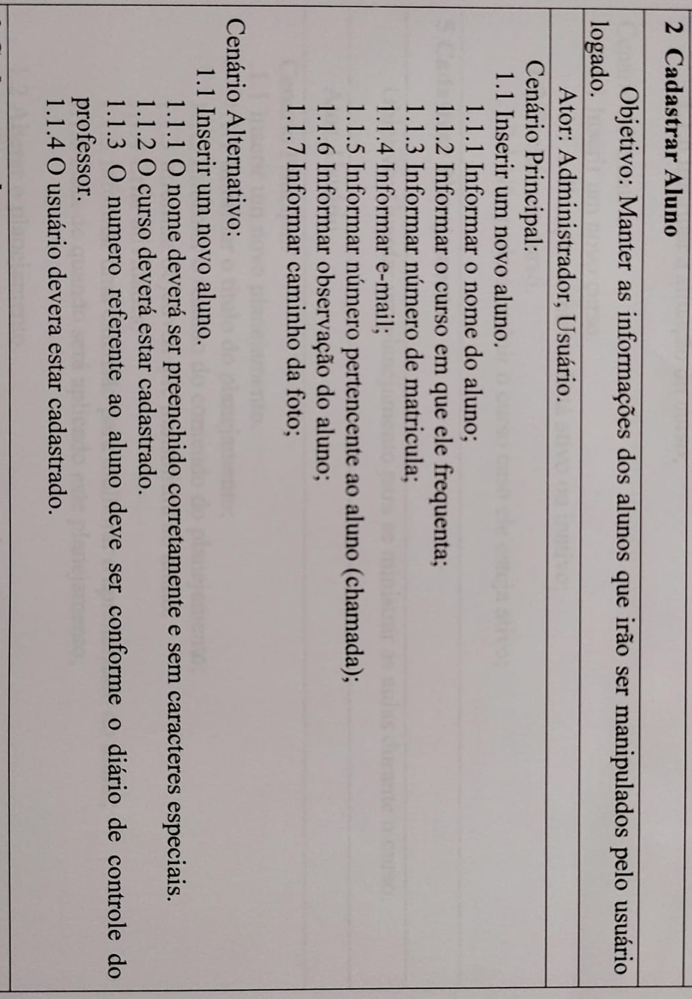 2 Cadastrar Aluno
Objetivo: Manter as informações dos alunos que irão ser manipulados pelo usuário
logado.
Ator: Administrador, Usuário.
Cenário Principal:
1.1 Inserir um novo aluno.
1.1.1 Informar o nome do aluno;
1.1.2 Informar o curso em que ele frequenta;
1.1.3 Informar número de matricula;
1.1.4 Informar e-mail;
1.1.5 Informar número pertencente ao aluno (chamada);
1.1.6 Informar observação do aluno;
1.1.7 Informar caminho da foto;
Cenário Alternativo:
1.1 Inserir um novo aluno.
1.1.1 O nome deverá ser preenchido corretamente e sem caracteres especiais.
1.1.2 O curso deverá estar cadastrado.
1.1.3 O numero referente ao aluno deve ser conforme o diário de controle do
professor.
1.1.4 O usuário devera estar cadastrado.